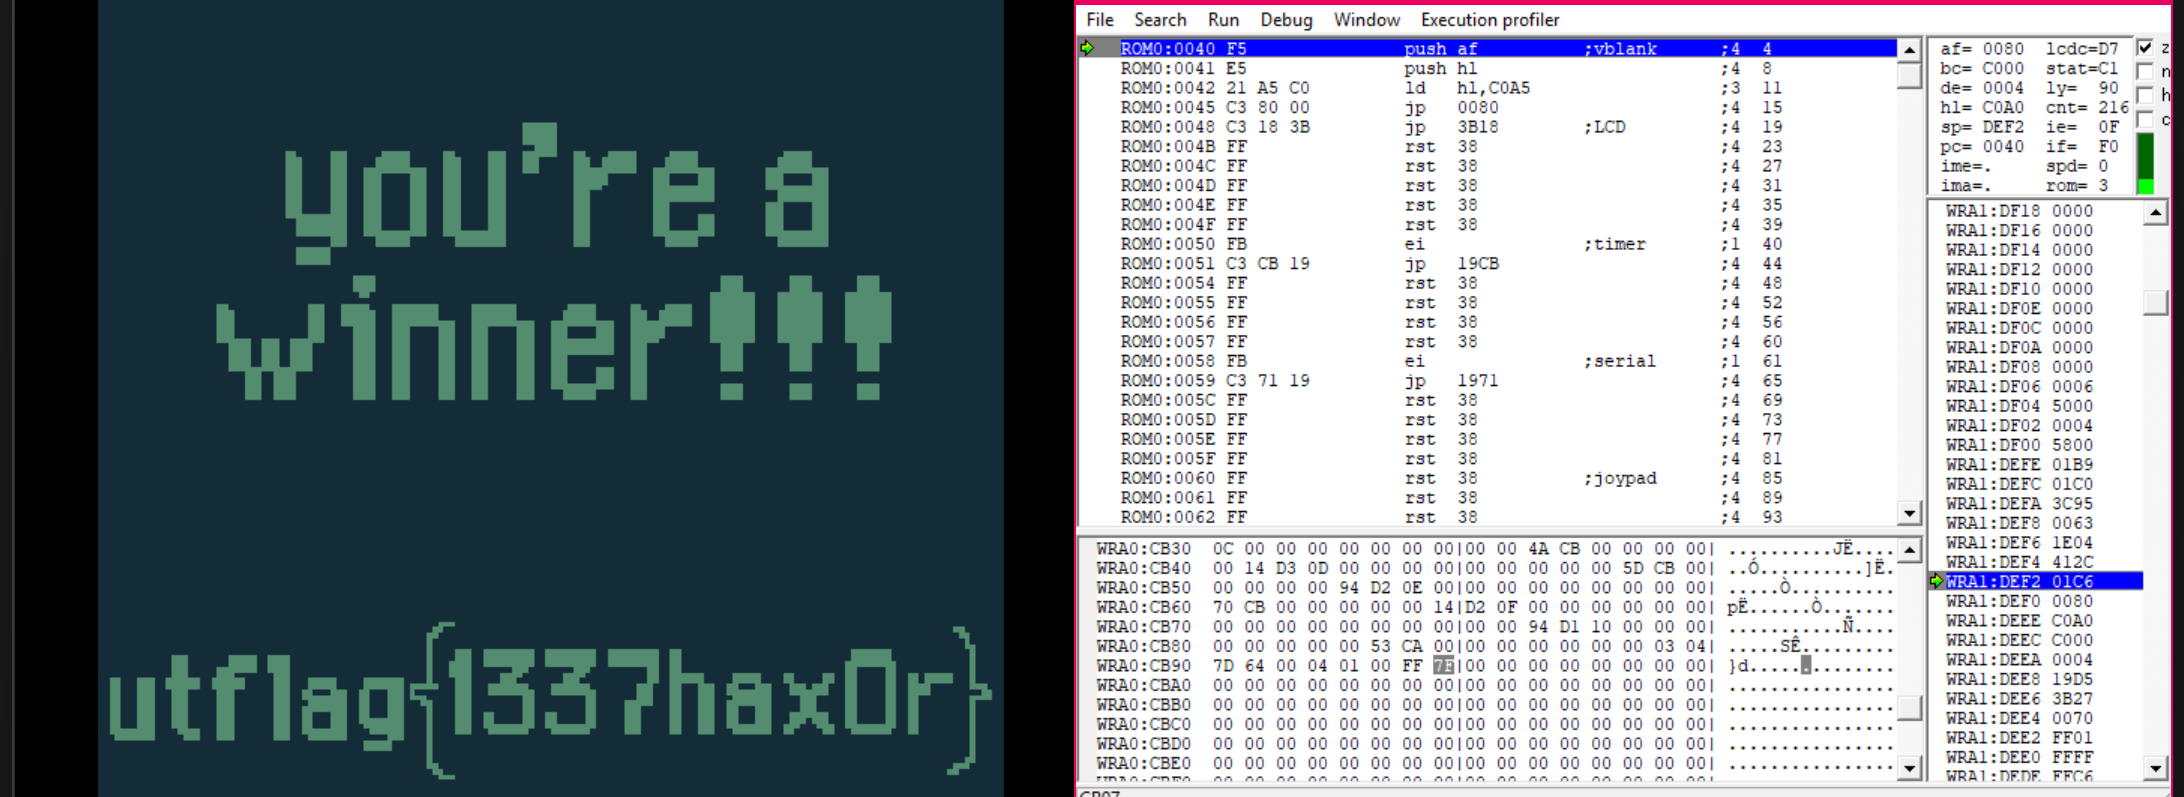 you're a
winner!!!
utflag{1337hax0r}
File Search Run Debug Window Execution profiler
ROM0:0040 F5 push af ;vblank ;4 4
ROM0:0041 E5 push hl ;4 8
ROM0:0042 21 A5 C0 ld hl,C0A5 ;3 11
ROM0:0045 C3 80 00 jp 0080 ;4 15
ROM0:0048 C3 18 3B jp 3B18 ;LCD ;4 19
ROM0:004B FF rst 38 ;4 23
ROM0:004C FF rst 38 ;4 27
ROM0:004D FF rst 38 ;4 31
ROM0:004E FF rst 38 ;4 35
ROM0:004F FF rst 38 ;4 39
ROM0:0050 FB ei ;timer ;1 40
ROM0:0051 C3 CB 19 jp 19CB ;4 44
ROM0:0054 FF rst 38 ;4 48
ROM0:0055 FF rst 38 ;4 52
ROM0:0056 FF rst 38 ;4 56
ROM0:0057 FF rst 38 ;4 60
ROM0:0058 FB ei ;serial ;1 61
ROM0:0059 C3 71 19 jp 1971 ;4 65
ROM0:005C FF rst 38 ;4 69
ROM0:005D FF rst 38 ;4 73
ROM0:005E FF rst 38 ;4 77
ROM0:005F FF rst 38 ;4 81
ROM0:0060 FF rst 38 ;joypad ;4 85
ROM0:0061 FF rst 38 ;4 89
ROM0:0062 FF rst 38 ;4 93
af= 0080 lcdc=D7 z
bc= C000 stat=C1 n
de= 0004 ly= 90
hl= C0A0 cnt= 216 h
sp= DEF2 ie= 0F c
pc= 0040 if= F0
ime=. spd= 0
ima=. rom= 3
WRA1:DF18 0000
WRA1:DF16 0000
WRA1:DF14 0000
WRA1:DF12 0000
WRA1:DF10 0000
WRA1:DF0E 0000
WRA1:DF0C 0000
WRA1:DF0A 0000
WRA1:DF08 0000
WRA1:DF06 0006
WRA1:DF04 5000
WRA1:DF02 0004
WRA1:DF00 5800
WRA1:DEFE 01B9
WRA1:DEFC 01C0
WRA1:DEFA 3C95
WRA1:DEF8 0063
WRA1:DEF6 1E04
WRA1:DEF4 412C
WRA1:DEF2 01C6
WRA1:DEF0 0080
WRA1:DEEE C0A0
WRA1:DEEC C000
WRA1:DEEA 0004
WRA1:DEE8 19D5
WRA1:DEE6 3B27
WRA1:DEE4 0070
WRA1:DEE2 FF01
WRA1:DEE0 FFFF
WRA1:DEDE FFC6
WRA0:CB30 0C 00 00 00 00 00 00 00|00 00 4A CB 00 00 00 00| ..........JË....
WRA0:CB40 00 14 D3 0D 00 00 00 00|00 00 00 00 00 5D CB 00| ..Ó..........]Ë.
WRA0:CB50 00 00 00 00 94 D2 0E 00|00 00 00 00 00 00 00 00| .....Ò..........
WRA0:CB60 70 CB 00 00 00 00 00 14|D2 0F 00 00 00 00 00 00| pË......Ò.......
WRA0:CB70 00 00 00 00 00 00 00 00|00 00 94 D1 10 00 00 00| ...........Ñ....
WRA0:CB80 00 00 00 00 00 53 CA 00|00 00 00 00 00 00 03 04| .....SÊ.........
WRA0:CB90 7D 64 00 04 01 00 FF 7F|00 00 00 00 00 00 00 00| }d..............
WRA0:CBA0 00 00 00 00 00 00 00 00|00 00 00 00 00 00 00 00| ................
WRA0:CBB0 00 00 00 00 00 00 00 00|00 00 00 00 00 00 00 00| ................
WRA0:CBC0 00 00 00 00 00 00 00 00|00 00 00 00 00 00 00 00| ................
WRA0:CBD0 00 00 00 00 00 00 00 00|00 00 00 00 00 00 00 00| ................
WRA0:CBE0 00 00 00 00 00 00 00 00|00 00 00 00 00 00 00 00| ................